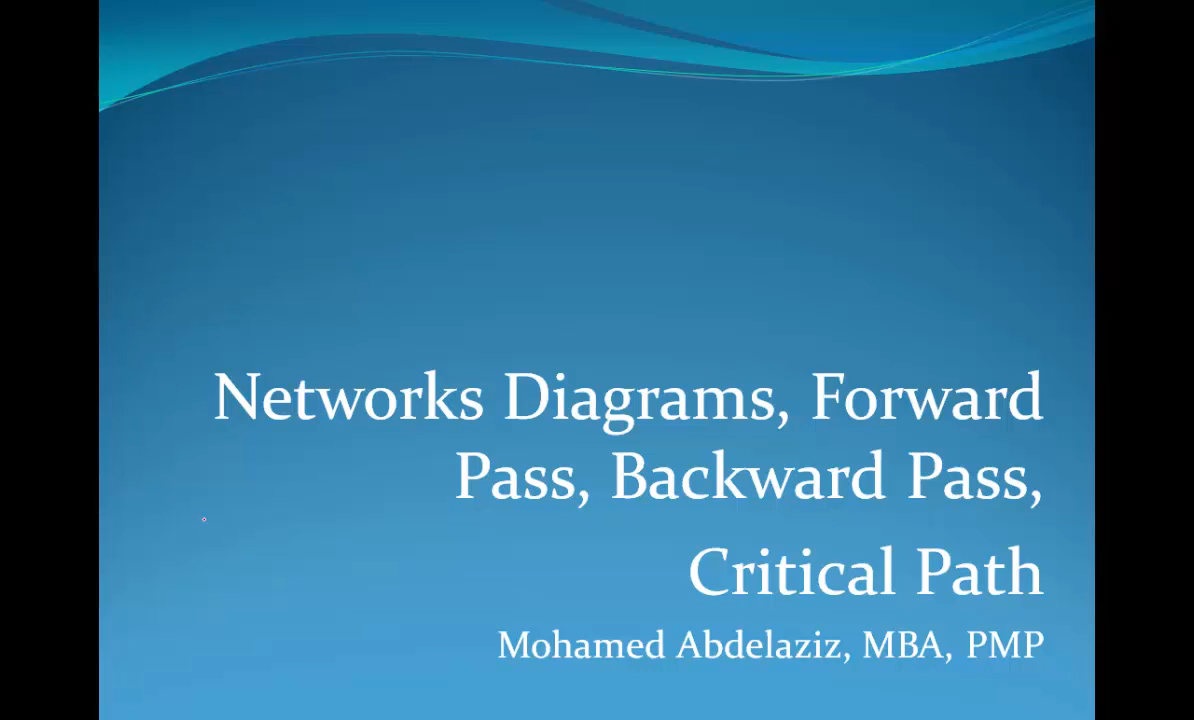 Networks Diagrams, Forward
Pass, Backward Pass,
Critical Path
Mohamed Abdelaziz, MBA, PMP